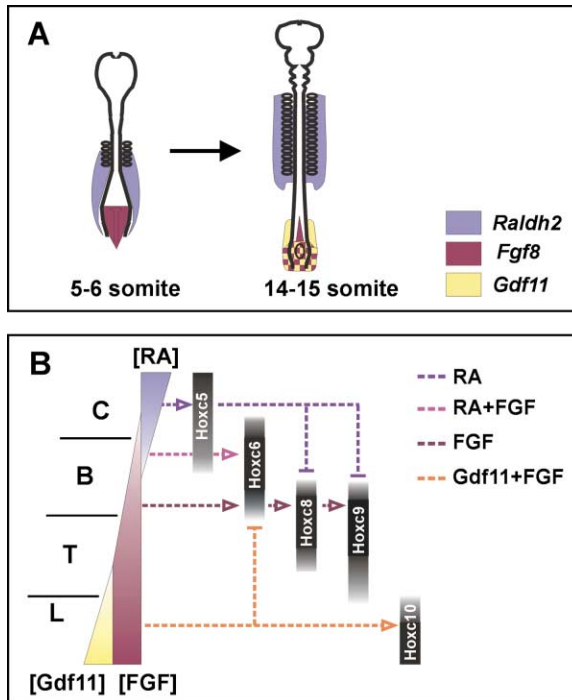 A
5-6 somite
14-15 somite
Raldh2
Fgf8
Gdf11
B
[RA]
C
B
T
L
Hoxc5
Hoxc6
Hoxc8
Hoxc9
Hoxc10
RA
RA+FGF
FGF
Gdf11+FGF
[Gdf11] [FGF]